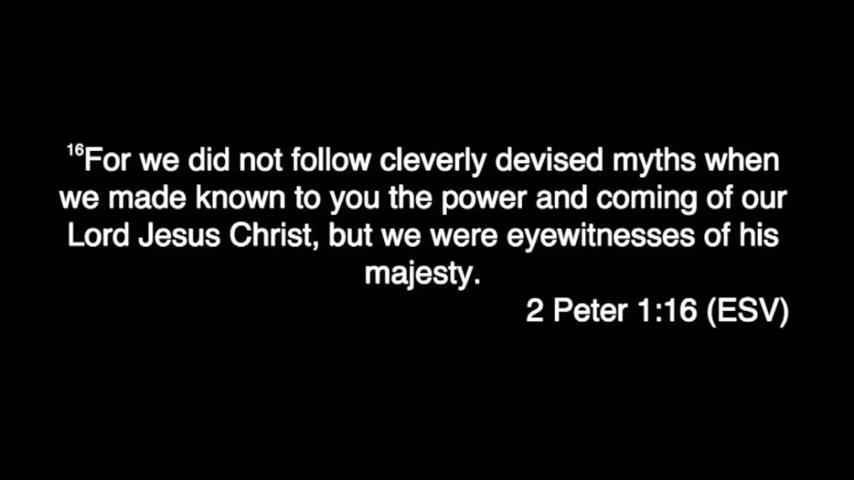 16For we did not follow cleverly devised myths when
we made known to you the power and coming of our
Lord Jesus Christ, but we were eyewitnesses of his
majesty.
2 Peter 1:16 (ESV)